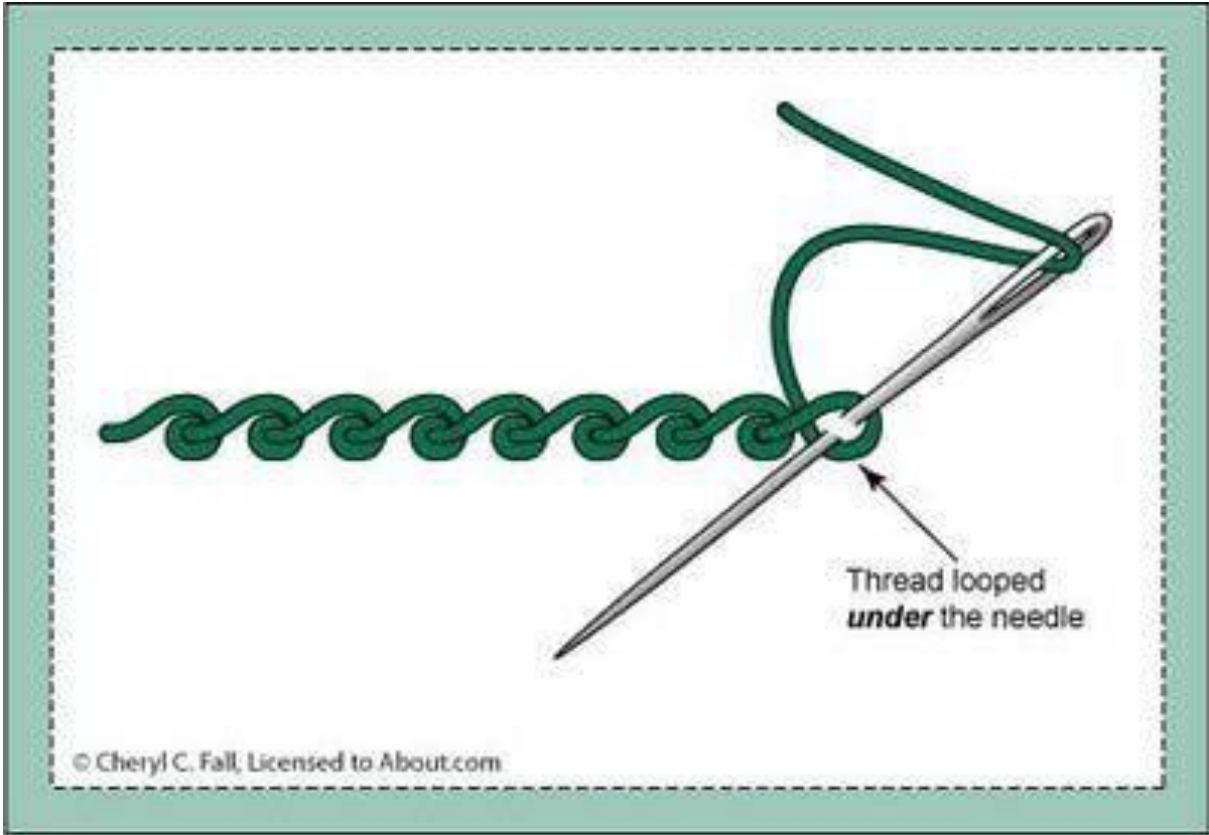 Thread looped
under the needle
© Cheryl C. Fall, Licensed to About.com